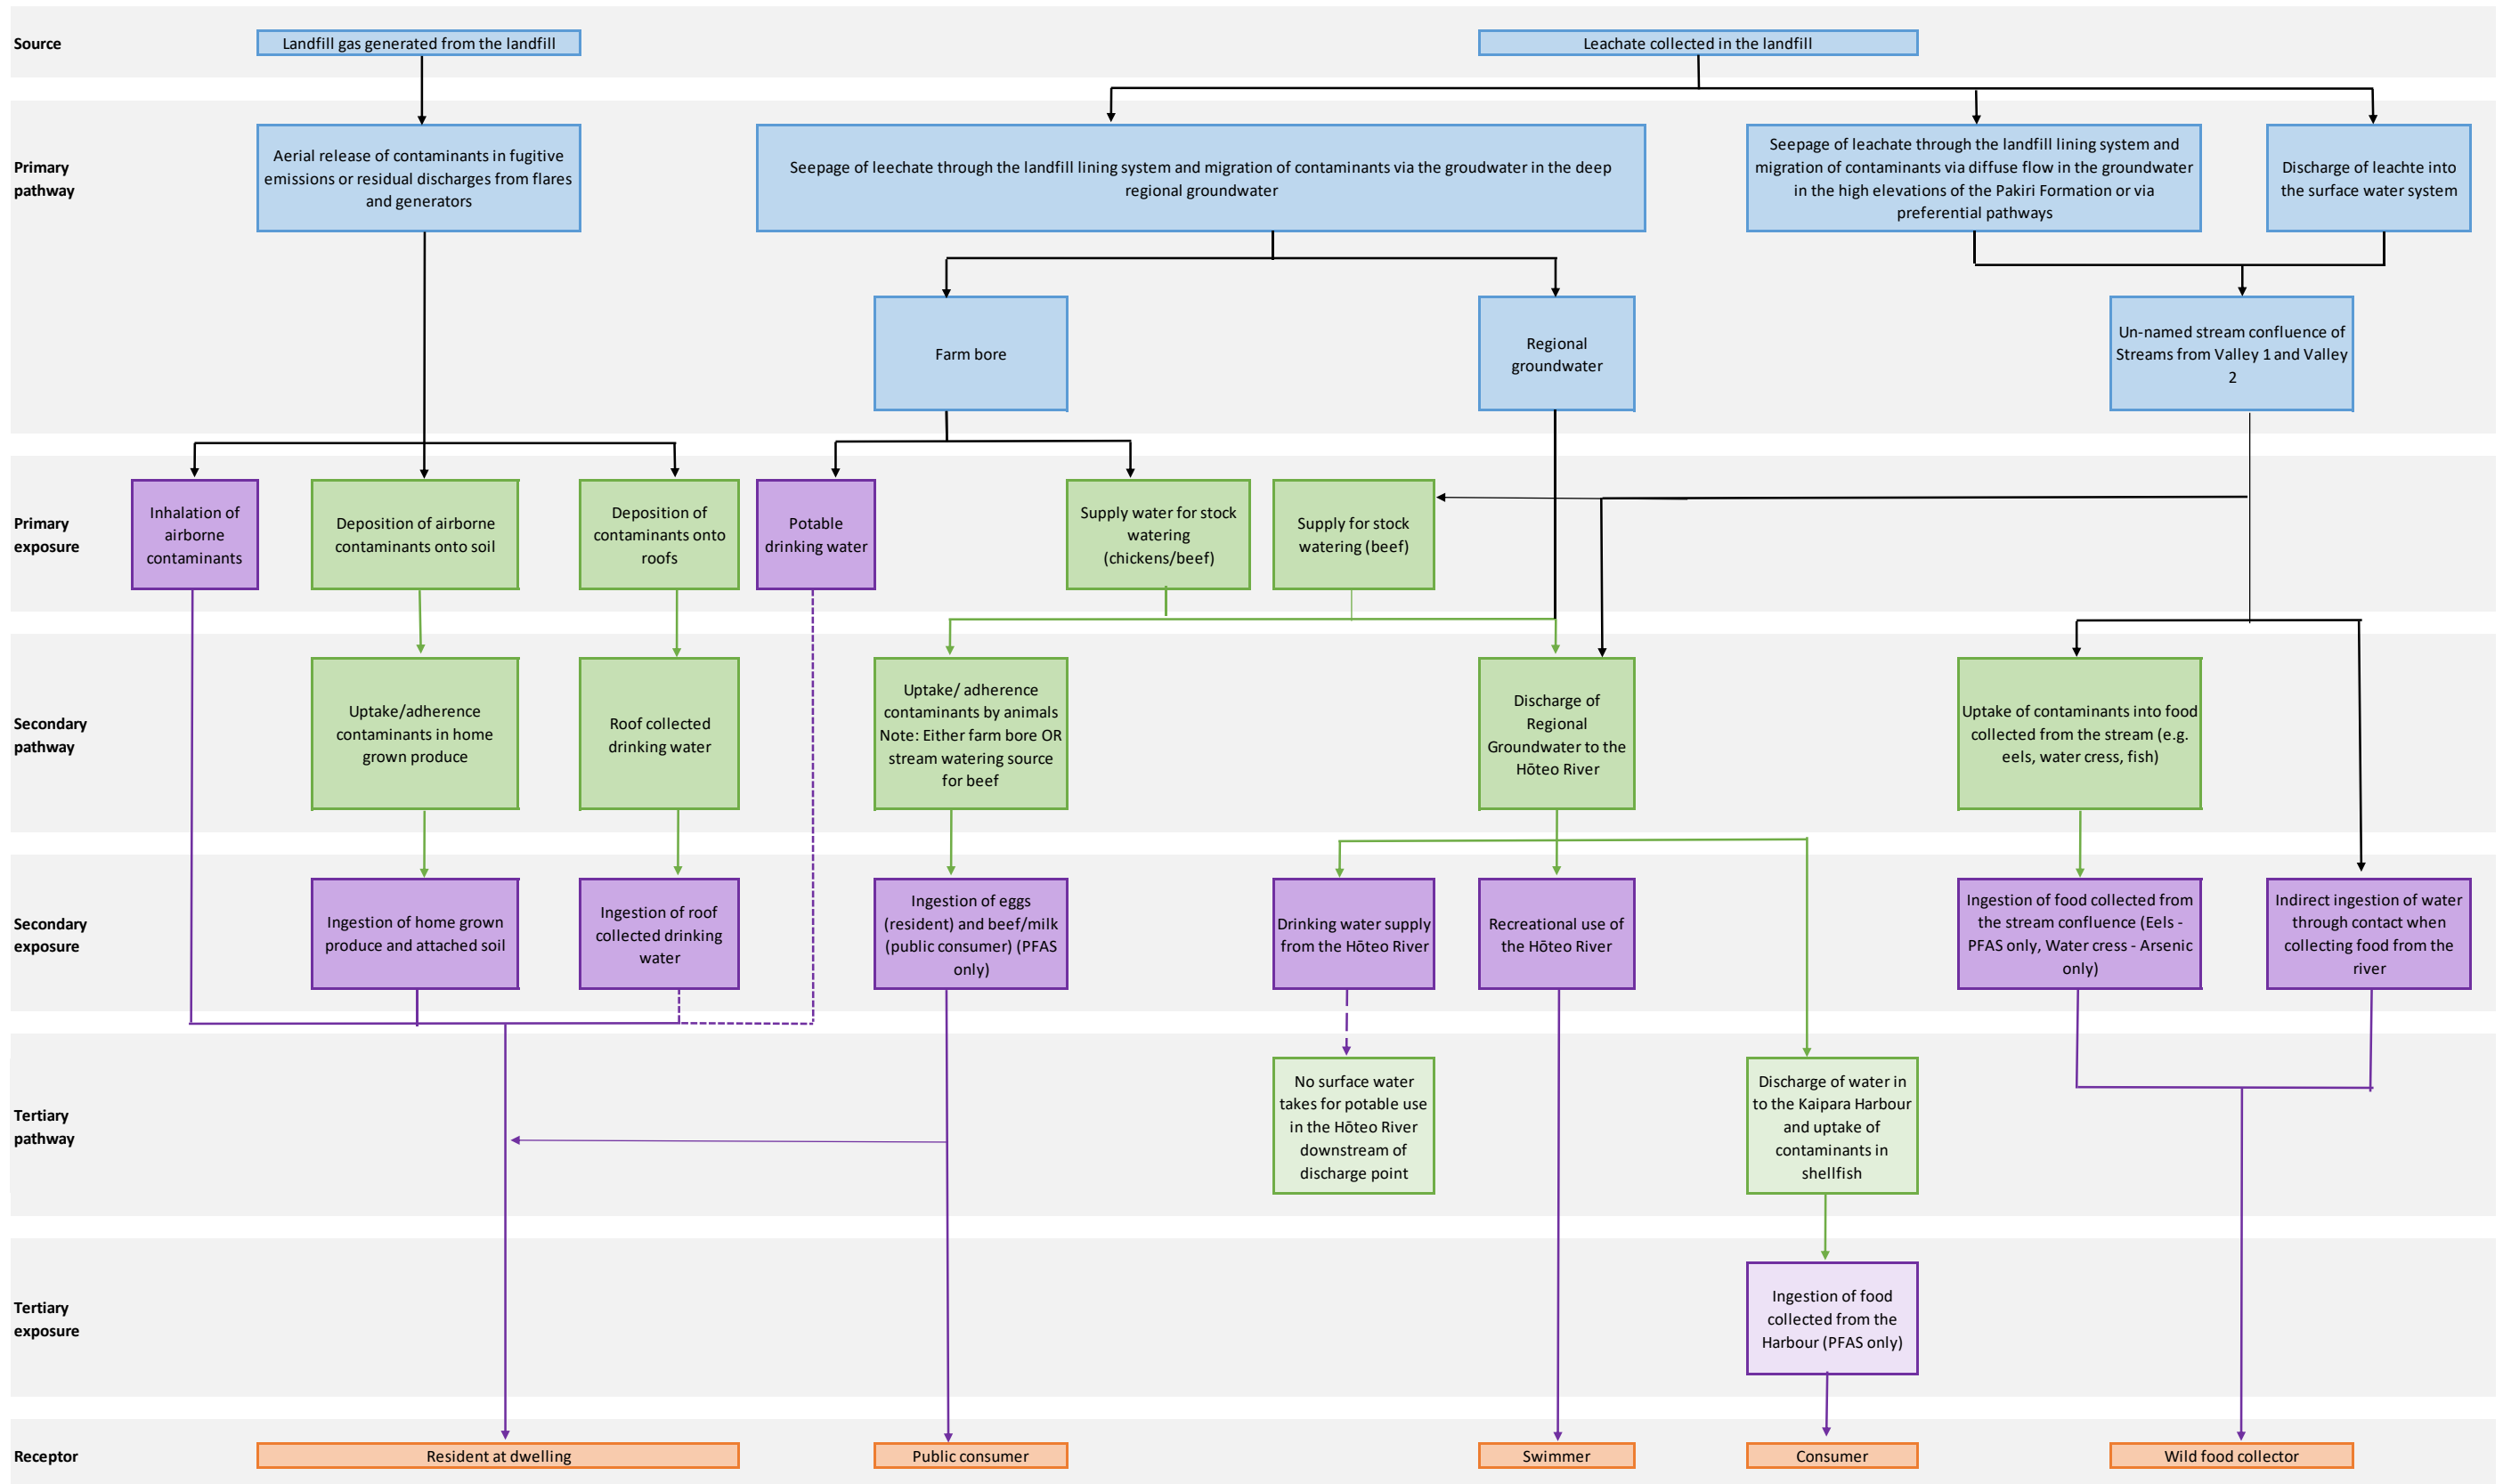 Source
Landfill gas generated from the landfill
Leachate collected in the landfill
Primary
pathway
Aerial release of contaminants in fugitive
emissions or residual discharges from flares
and generators
Seepage of leechate through the landfill lining system and migration of contaminants via the groudwater in the deep
regional groundwater
Seepage of leachate through the landfill lining system and
migration of contaminants via diffuse flow in the groundwater
in the high elevations of the Pakiri Formation or via
preferential pathways
Discharge of leachte into
the surface water system
Farm bore
Regional
groundwater
Un-named stream confluence of
Streams from Valley 1 and Valley
2
Primary
exposure
Inhalation of
airborne
contaminants
Deposition of airborne
contaminants onto soil
Deposition of
contaminants onto
roofs
Potable
drinking water
Supply water for stock
watering
(chickens/beef)
Supply for stock
watering (beef)
Secondary
pathway
Uptake/adherence
contaminants in home
grown produce
Roof collected
drinking water
Uptake/ adherence
contaminants by animals
Note: Either farm bore OR
stream watering source
for beef
Discharge of
Regional
Groundwater to the
Hōteo River
Uptake of contaminants into food
collected from the stream (e.g.
eels, water cress, fish)
Secondary
exposure
Ingestion of home grown
produce and attached soil
Ingestion of roof
collected drinking
water
Ingestion of eggs
(resident) and beef/milk
(public consumer) (PFAS
only)
Drinking water supply
from the Hōteo River
Recreational use of
the Hōteo River
Ingestion of food collected from
the stream confluence (Eels -
PFAS only, Water cress - Arsenic
only)
Indirect ingestion of water
through contact when
collecting food from the
river
Tertiary
pathway
No surface water
takes for potable use
in the Hōteo River
downstream of
discharge point
Discharge of water in
to the Kaipara Harbour
and uptake of
contaminants in
shellfish
Tertiary
exposure
Ingestion of food
collected from the
Harbour (PFAS only)
Receptor
Resident at dwelling
Public consumer
Swimmer
Consumer
Wild food collector